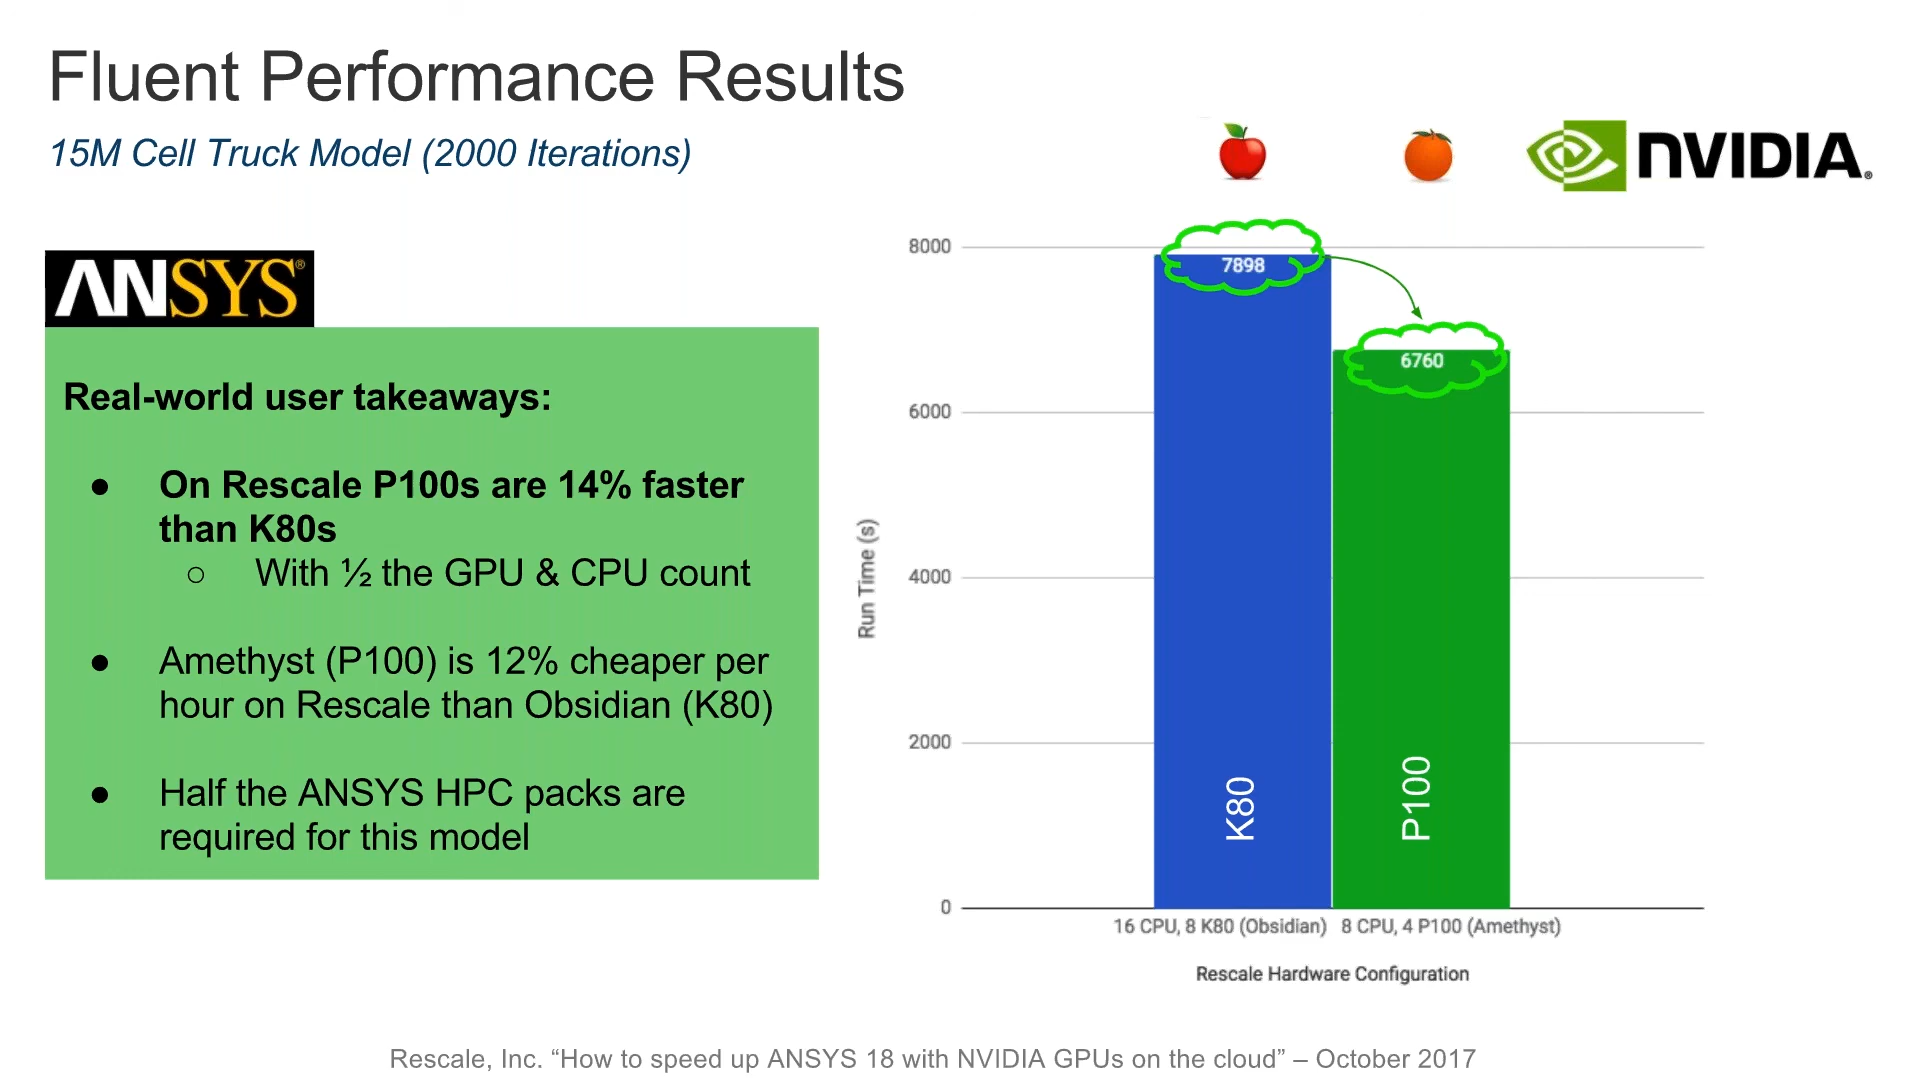 Fluent Performance Results
15M Cell Truck Model (2000 Iterations)
NVIDIA®
ANSYS®
Real-world user takeaways:
● On Rescale P100s are 14% faster
than K80s
○ With ½ the GPU & CPU count
● Amethyst (P100) is 12% cheaper per
hour on Rescale than Obsidian (K80)
● Half the ANSYS HPC packs are
required for this model
Run Time (s)
8000
6000
4000
2000
0
7898
6760
K80
P100
16 CPU, 8 K80 (Obsidian)
8 CPU, 4 P100 (Amethyst)
Rescale Hardware Configuration
Rescale, Inc. “How to speed up ANSYS 18 with NVIDIA GPUs on the cloud” – October 2017